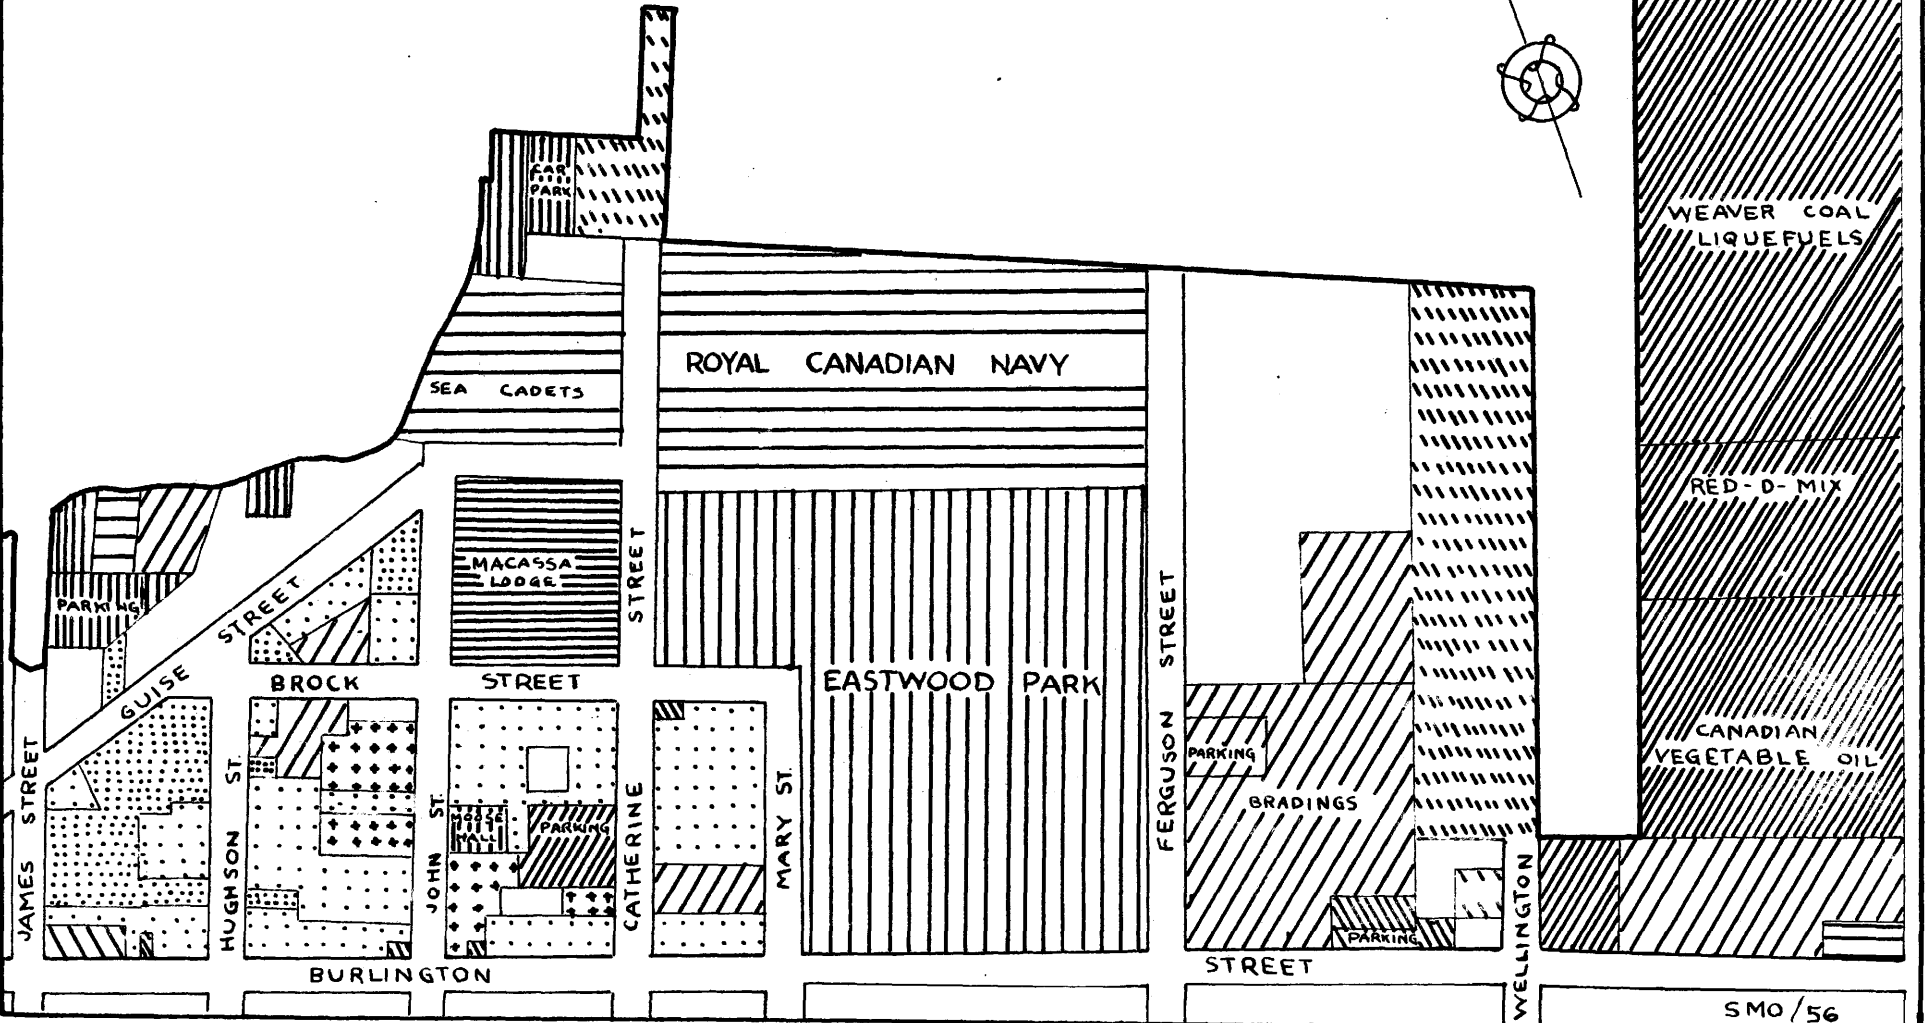 CAR
PARK
WEAVER COAL
LIQUEFUELS
ROYAL CANADIAN NAVY
SEA CADETS
RED-D-MIX
MACASSA
LODGE
STREET
PARKING
GUISE STREET
BROCK STREET
EASTWOOD PARK
FERGUSON STREET
CANADIAN
VEGETABLE OIL
PARKING
BRADINGS
JAMES STREET
HUGHSON ST.
JOHN ST.
MOOSE
HALL
PARKING
CATHERINE
MARY ST.
PARKING
WELLINGTON
BURLINGTON STREET
SMO/56